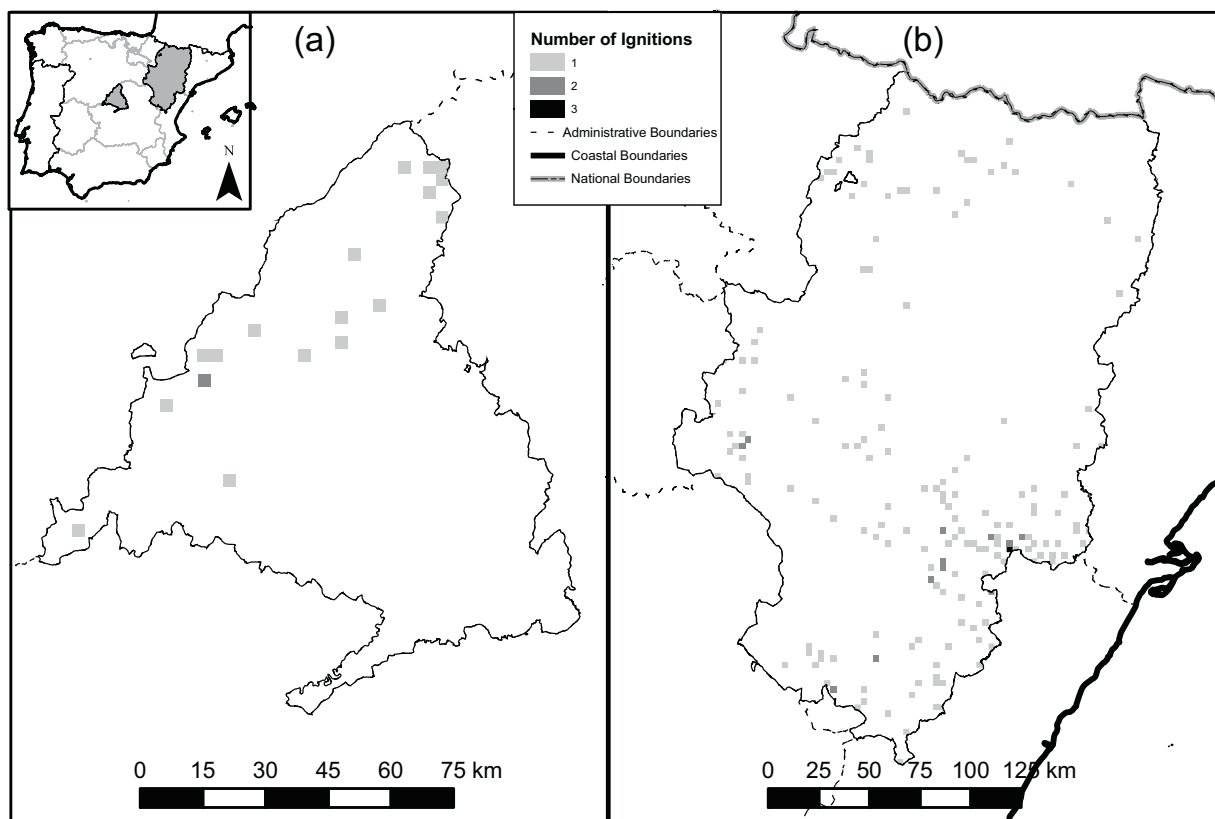 (a)
N
Number of Ignitions
1
2
3
Administrative Boundaries
Coastal Boundaries
National Boundaries
(b)
0 15 30 45 60 75 km
0 25 50 75 100 125 km